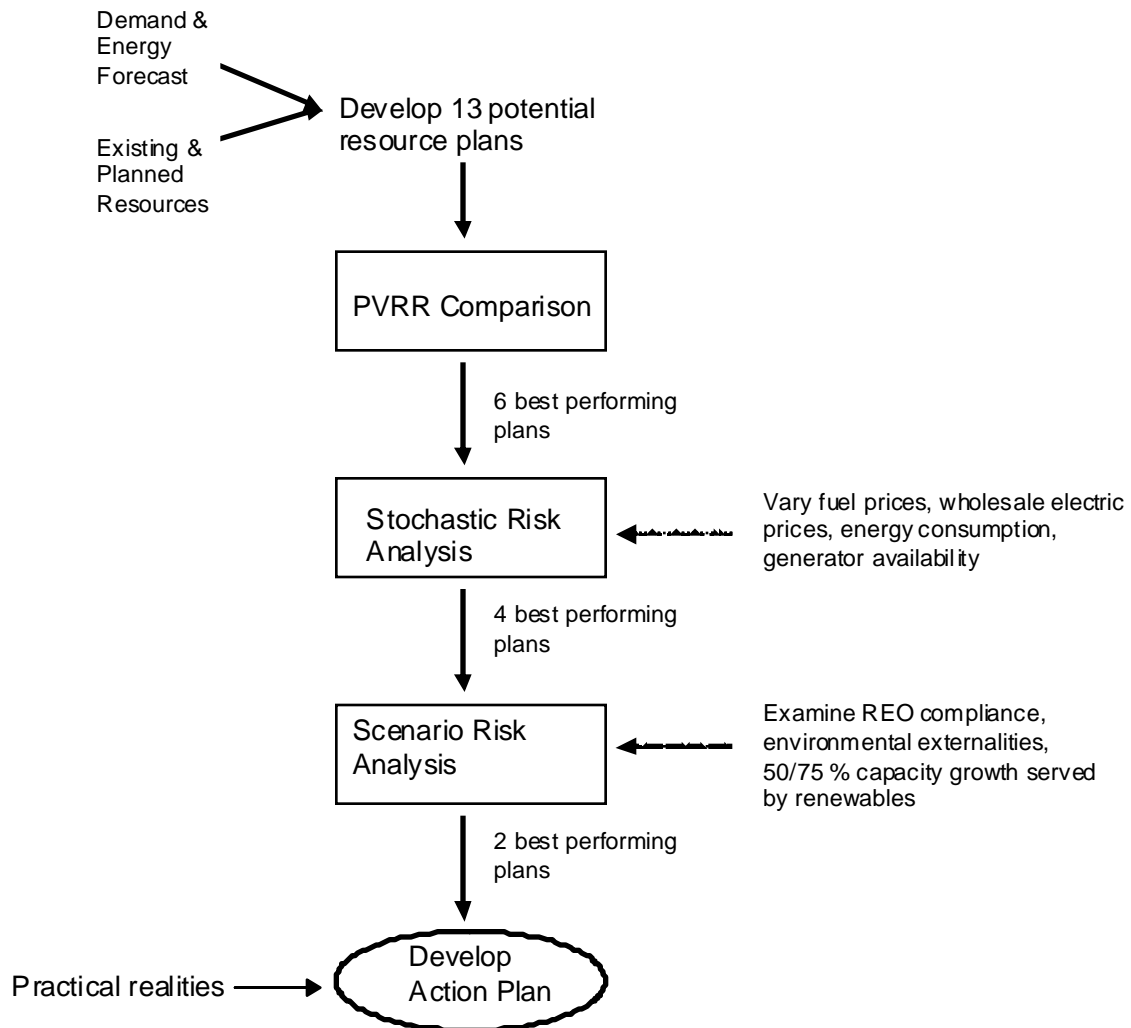 Demand &
Energy
Forecast
Develop 13 potential
resource plans
Existing &
Planned
Resources
PVRR Comparison
6 best performing
plans
Stochastic Risk
Analysis
Vary fuel prices, wholesale electric
prices, energy consumption,
generator availability
4 best performing
plans
Scenario Risk
Analysis
Examine REO compliance,
environmental externalities,
50/75 % capacity growth served
by renewables
2 best performing
plans
Develop
Action Plan
Practical realities